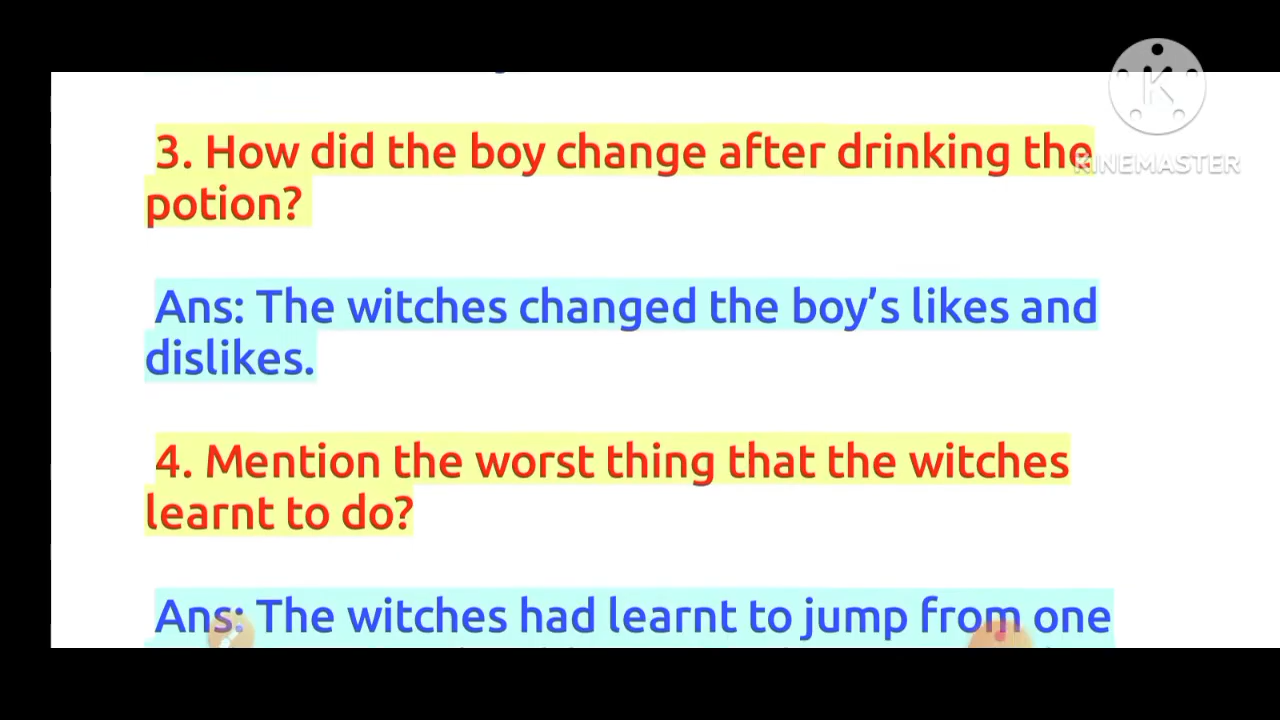 3. How did the boy change after drinking the
potion?
Ans: The witches changed the boy’s likes and
dislikes.
4. Mention the worst thing that the witches
learnt to do?
Ans: The witches had learnt to jump from one
K
KINEMASTER